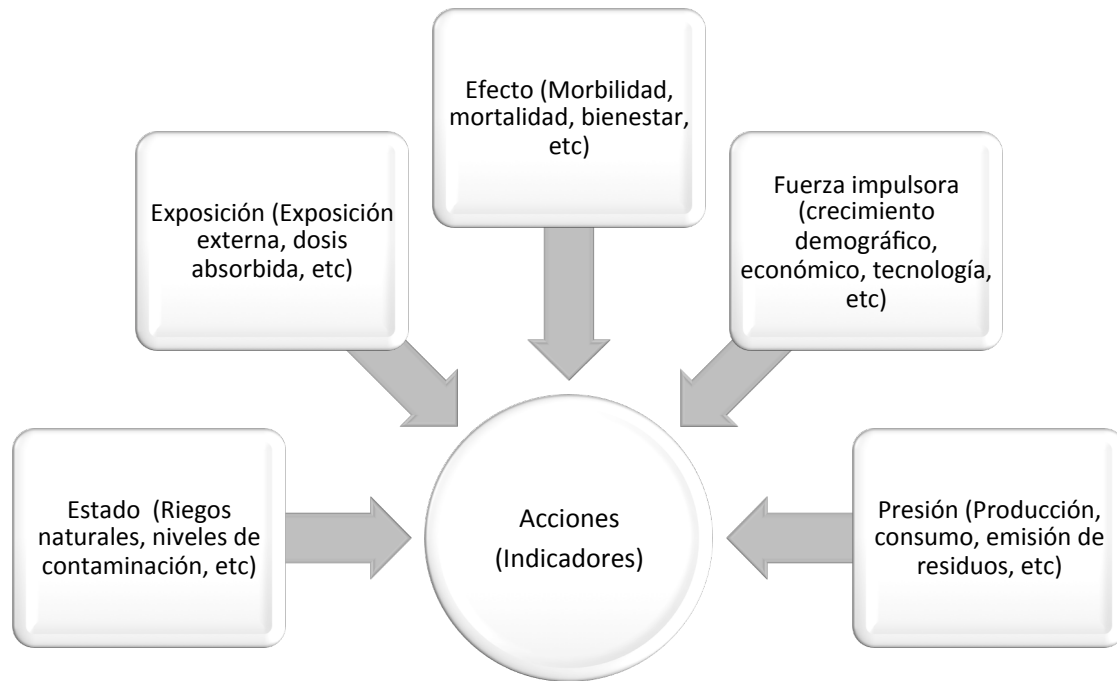 Efecto (Morbilidad,
mortalidad, bienestar,
etc)
Exposición (Exposición
externa, dosis
absorbida, etc)
Fuerza impulsora
(crecimiento
demográfico,
económico, tecnología,
etc)
Estado (Riegos
naturales, niveles de
contaminación, etc)
Acciones
(Indicadores)
Presión (Producción,
consumo, emisión de
residuos, etc)